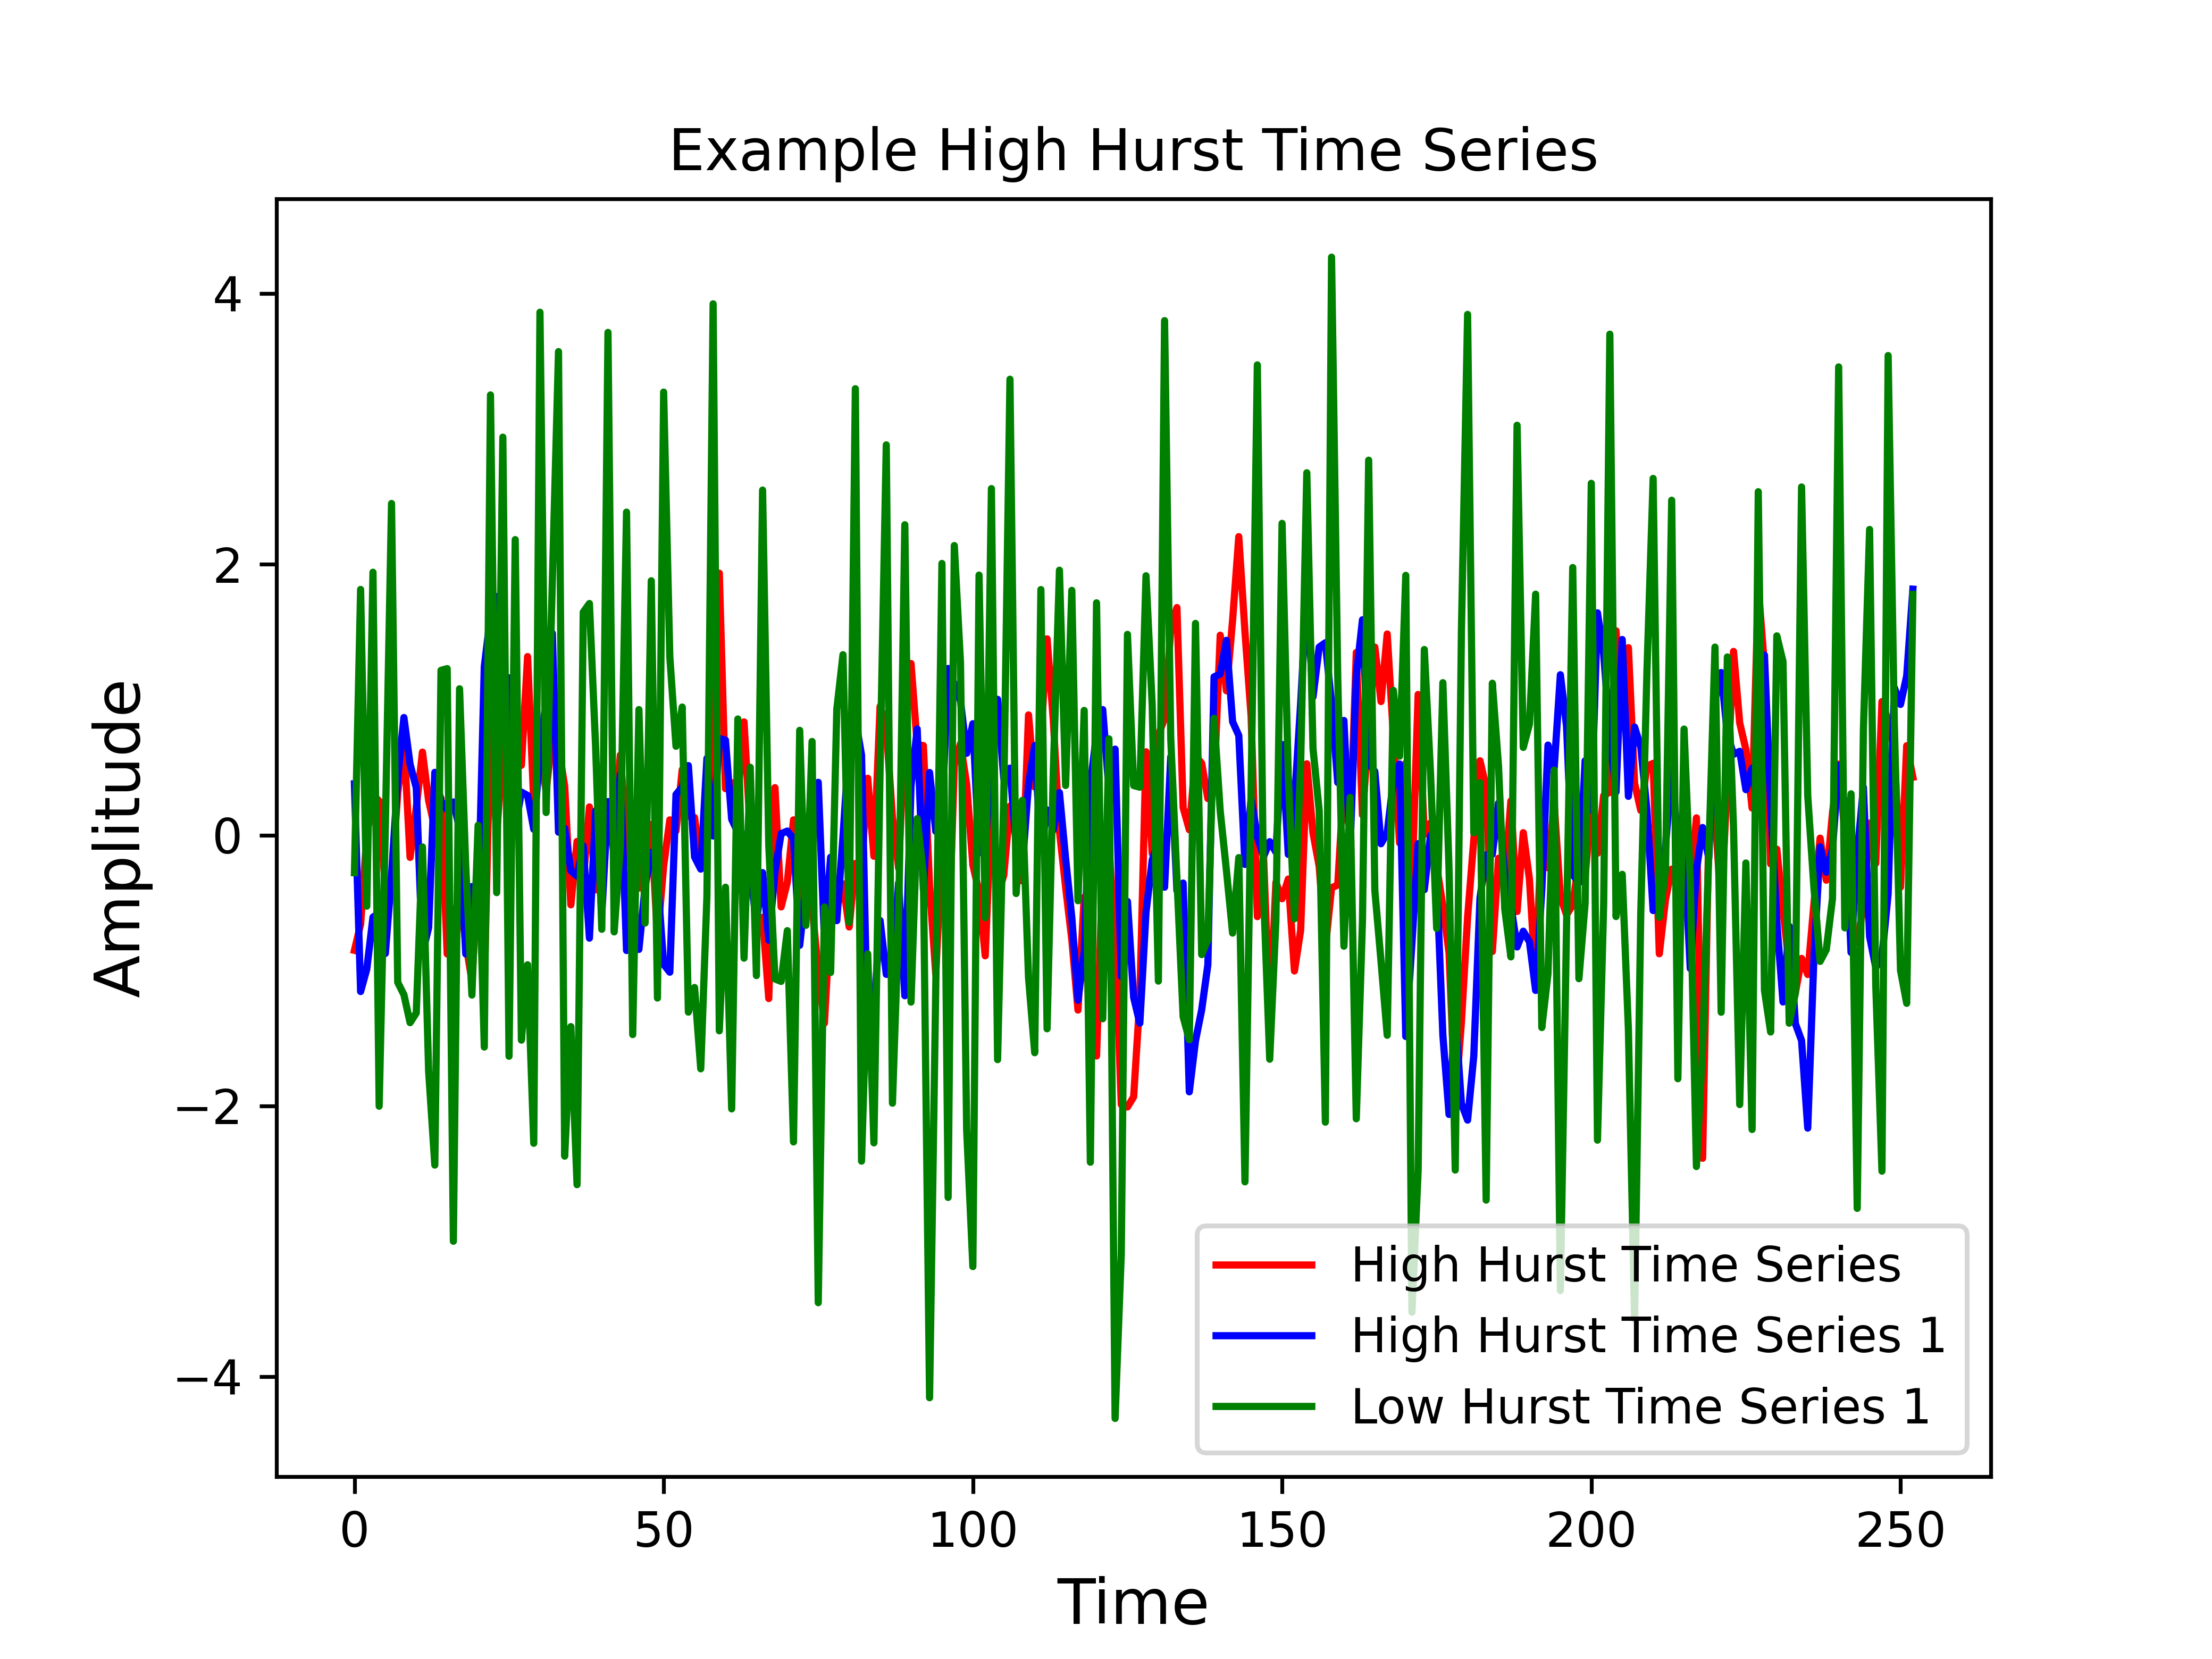 Example High Hurst Time Series
Amplitude
4
2
0
−2
−4
High Hurst Time Series
High Hurst Time Series 1
Low Hurst Time Series 1
0 50 100 150 200 250
Time